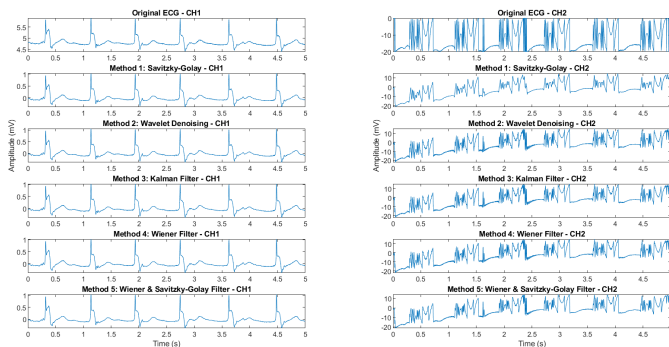 Original ECG - CH1
5.5
5
4.5
0 0.5 1 1.5 2 2.5 3 3.5 4 4.5 5
Method 1: Savitzky-Golay - CH1
1
0.5
0
0 0.5 1 1.5 2 2.5 3 3.5 4 4.5 5
Method 2: Wavelet Denoising - CH1
1
0.5
0
0 0.5 1 1.5 2 2.5 3 3.5 4 4.5 5
Method 3: Kalman Filter - CH1
1
0.5
0
0 0.5 1 1.5 2 2.5 3 3.5 4 4.5 5
Method 4: Wiener Filter - CH1
1
0.5
0
0 0.5 1 1.5 2 2.5 3 3.5 4 4.5 5
Method 5: Wiener & Savitzky-Golay Filter - CH1
1
0.5
0
0 0.5 1 1.5 2 2.5 3 3.5 4 4.5 5
Time (s)
Amplitude (mV)
Original ECG - CH2
0
-10
-20
0 0.5 1 1.5 2 2.5 3 3.5 4 4.5 5
Method 1: Savitzky-Golay - CH2
10
0
-10
-20
0 0.5 1 1.5 2 2.5 3 3.5 4 4.5 5
Method 2: Wavelet Denoising - CH2
10
0
-10
-20
0 0.5 1 1.5 2 2.5 3 3.5 4 4.5 5
Method 3: Kalman Filter - CH2
10
0
-10
-20
0 0.5 1 1.5 2 2.5 3 3.5 4 4.5 5
Method 4: Wiener Filter - CH2
10
0
-10
-20
0 0.5 1 1.5 2 2.5 3 3.5 4 4.5 5
Method 5: Wiener & Savitzky-Golay Filter - CH2
10
0
-10
-20
0 0.5 1 1.5 2 2.5 3 3.5 4 4.5 5
Time (s)
Amplitude (mV)